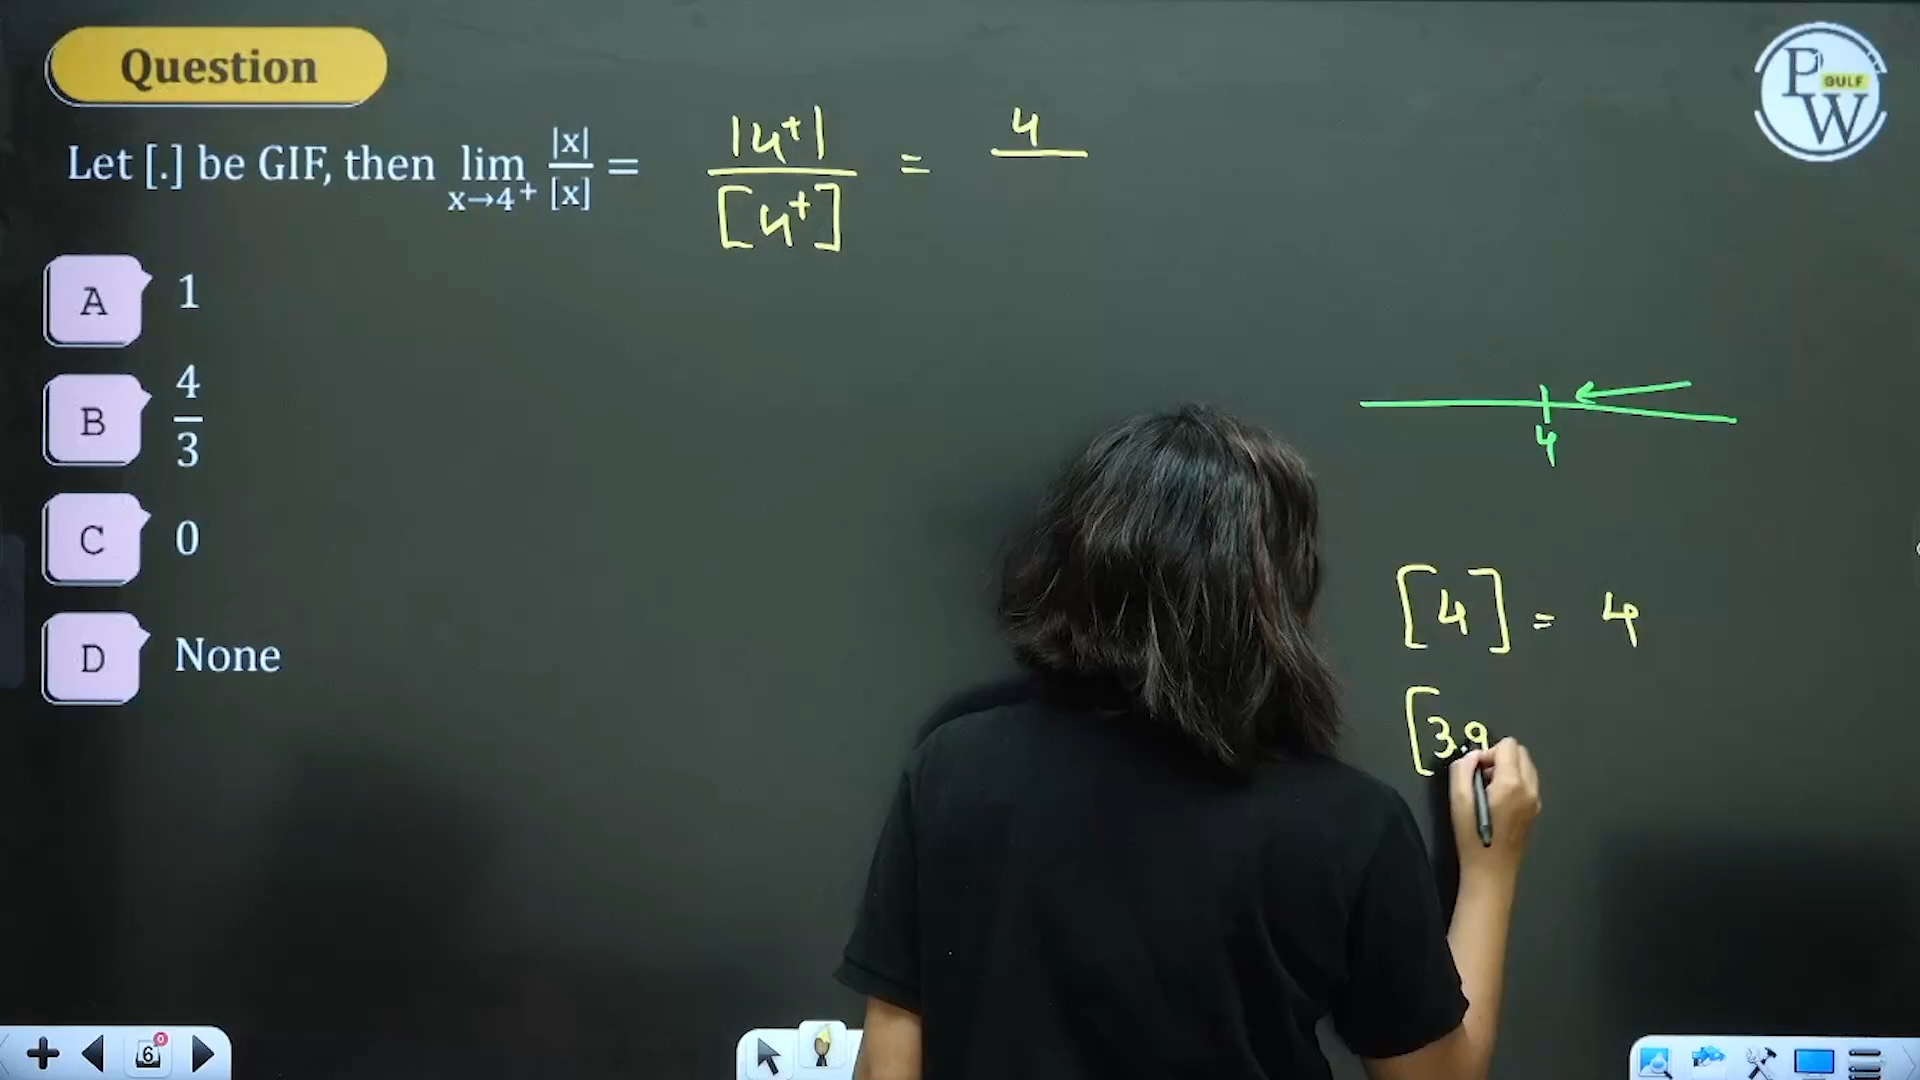 Question
PW GULF
Let [.] be GIF, then lim x→4⁺ |x|/[x] = |4⁺|/[4⁺] = 4/
A 1
B 4/3
C 0
D None
4
[4] = 4
[3.9
6 0